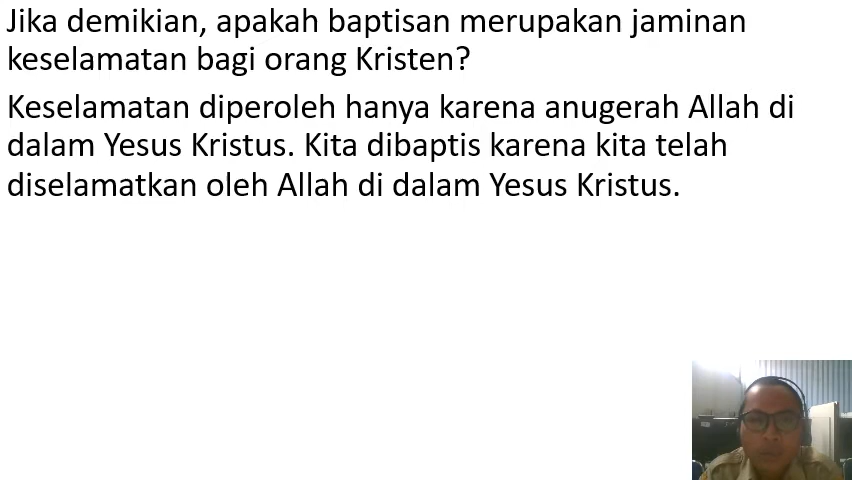 Jika demikian, apakah baptisan merupakan jaminan
keselamatan bagi orang Kristen?
Keselamatan diperoleh hanya karena anugerah Allah di
dalam Yesus Kristus. Kita dibaptis karena kita telah
diselamatkan oleh Allah di dalam Yesus Kristus.